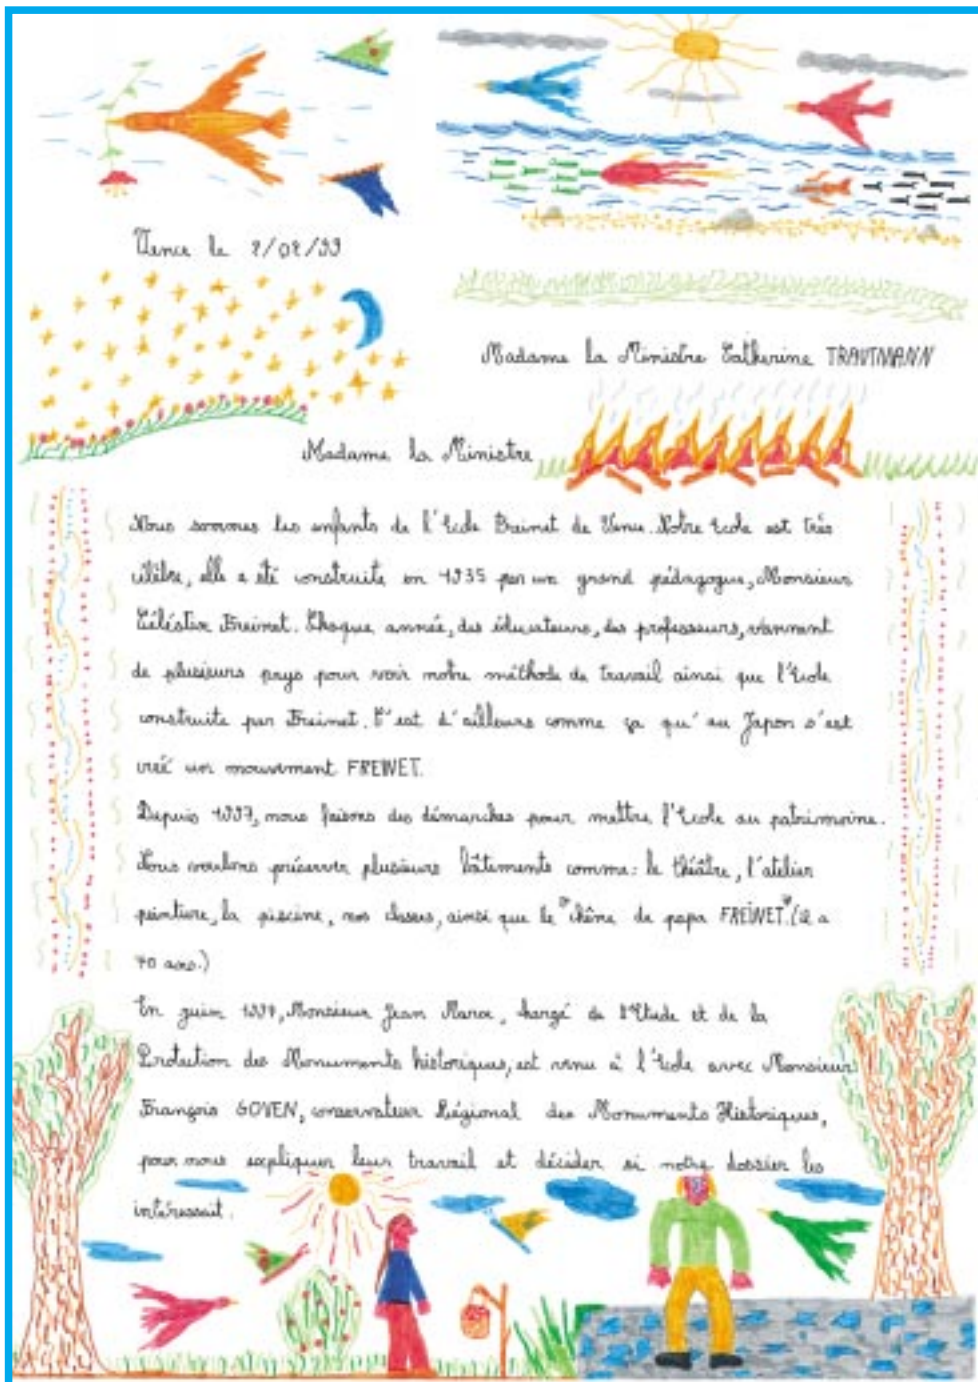 Vence le 2/02/99
Madame la Ministre Catherine TRAUTMANN
Madame la Ministre
Nous sommes les enfants de l'Ecole Freinet de Vence. Notre école est très
célèbre, elle a été construite en 1935 par un grand pédagogue, Monsieur
Célestin Freinet. Chaque année, des éducateurs, des professeurs, viennent
de plusieurs pays pour voir notre méthode de travail ainsi que l'école
construite par Freinet. C'est d'ailleurs comme ça qu'au Japon s'est
créé un mouvement FREINET.
Depuis 1997, nous faisons des démarches pour mettre l'école au patrimoine.
Nous voulons préserver plusieurs bâtiments comme: le théâtre, l'atelier
peinture, la piscine, nos classes, ainsi que le "chêne de papa FREINET" (il a
70 ans.)
En juin Monsieur Jean chargé de l'Etude et de la
Protection des Monuments historiques, est venu à l'école avec Monsieur
François GOVEN, conservateur Régional des Monuments Historiques,
pour nous expliquer leur travail et décider si notre dossier les
intéressait.